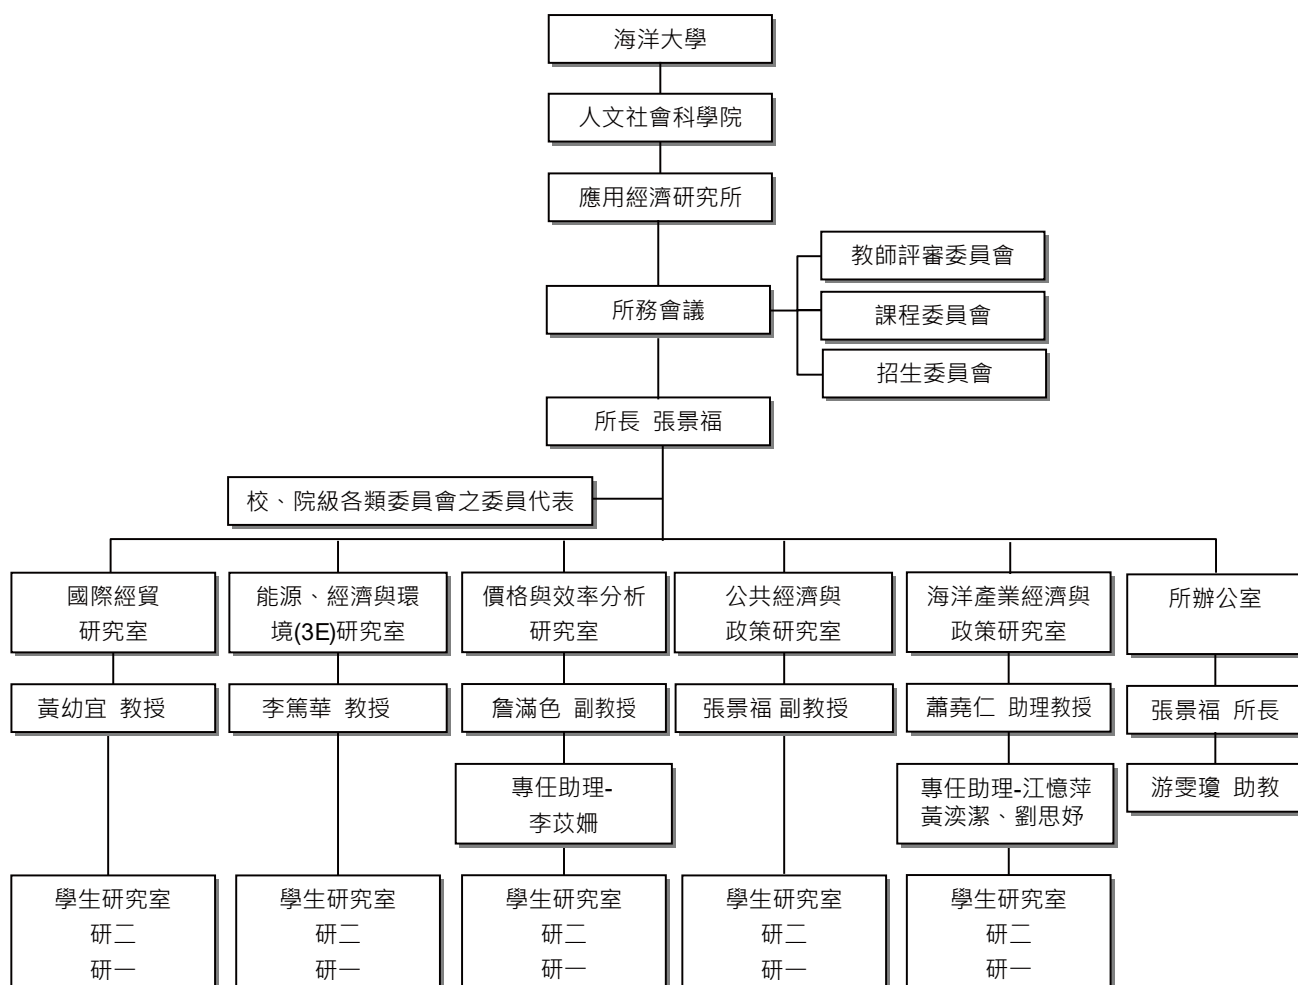 海洋大學
人文社會科學院
應用經濟研究所
教師評審委員會
所務會議
課程委員會
招生委員會
所長 張景福
校、院級各類委員會之委員代表
國際經貿
研究室
能源、經濟與環
境(3E)研究室
價格與效率分析
研究室
公共經濟與
政策研究室
海洋產業經濟與
政策研究室
所辦公室
黃幼宜 教授
李篤華 教授
詹滿色 副教授
張景福 副教授
蕭堯仁 助理教授
張景福 所長
專任助理-
李苡姍
專任助理-江憶萍
黃湙潔、劉思妤
游雯瓊 助教
學生研究室
研二
研一
學生研究室
研二
研一
學生研究室
研二
研一
學生研究室
研二
研一
學生研究室
研二
研一